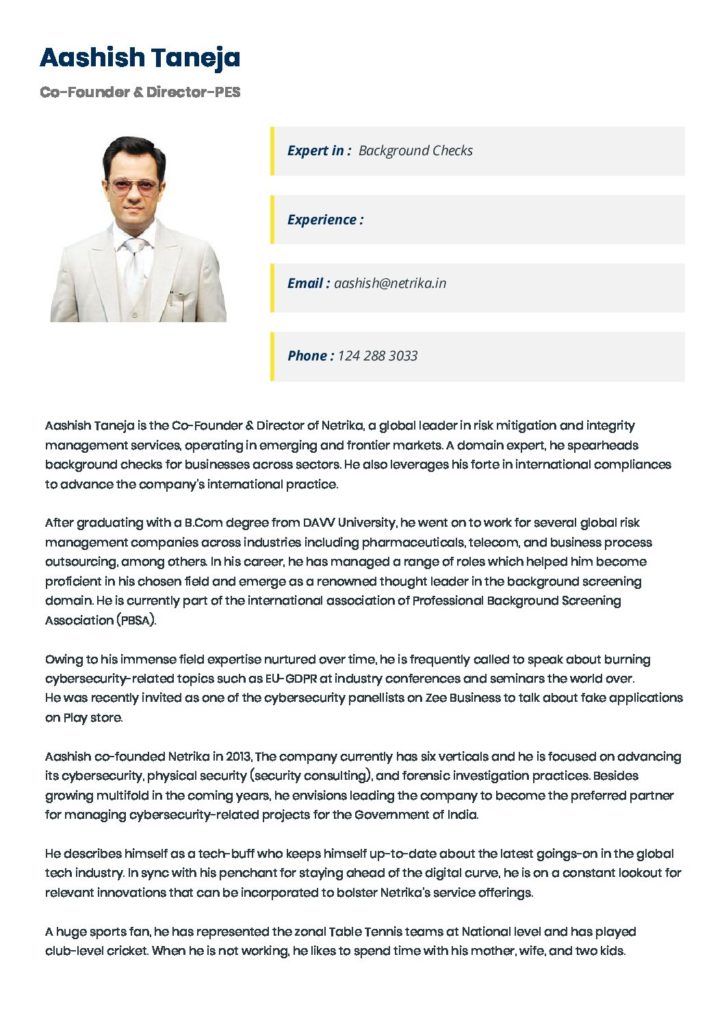 Aashish Taneja
Co-Founder & Director-PES
Expert in : Background Checks
Experience :
Email : aashish@netrika.in
Phone : 124 288 3033
Aashish Taneja is the Co-Founder & Director of Netrika, a global leader in risk mitigation and integrity
management services, operating in emerging and frontier markets. A domain expert, he spearheads
background checks for businesses across sectors. He also leverages his forte in international compliances
to advance the company's international practice.
After graduating with a B.Com degree from DAVV University, he went on to work for several global risk
management companies across industries including pharmaceuticals, telecom, and business process
outsourcing, among others. In his career, he has managed a range of roles which helped him become
proficient in his chosen field and emerge as a renowned thought leader in the background screening
domain. He is currently part of the international association of Professional Background Screening
Association (PBSA).
Owing to his immense field expertise nurtured over time, he is frequently called to speak about burning
cybersecurity-related topics such as EU-GDPR at industry conferences and seminars the world over.
He was recently invited as one of the cybersecurity panellists on Zee Business to talk about fake applications
on Play store.
Aashish co-founded Netrika in 2013, The company currently has six verticals and he is focused on advancing
its cybersecurity, physical security (security consulting), and forensic investigation practices. Besides
growing multifold in the coming years, he envisions leading the company to become the preferred partner
for managing cybersecurity-related projects for the Government of India.
He describes himself as a tech-buff who keeps himself up-to-date about the latest goings-on in the global
tech industry. In sync with his penchant for staying ahead of the digital curve, he is on a constant lookout for
relevant innovations that can be incorporated to bolster Netrika's service offerings.
A huge sports fan, he has represented the zonal Table Tennis teams at National level and has played
club-level cricket. When he is not working, he likes to spend time with his mother, wife, and two kids.